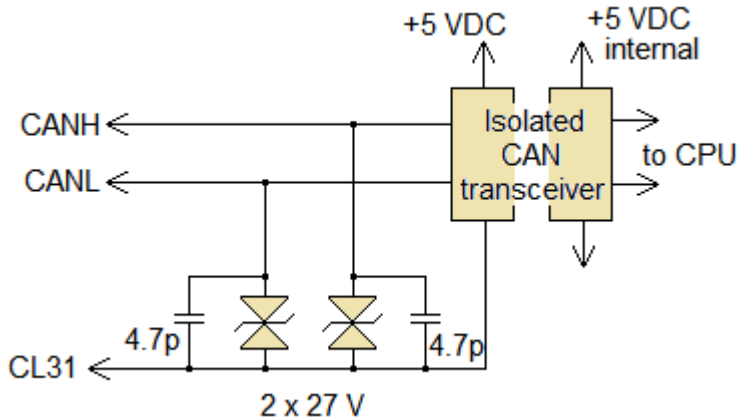 +5 VDC
+5 VDC
internal
CANH
Isolated
CAN
transceiver
to CPU
CANL
4.7p
4.7p
CL31
2 x 27 V